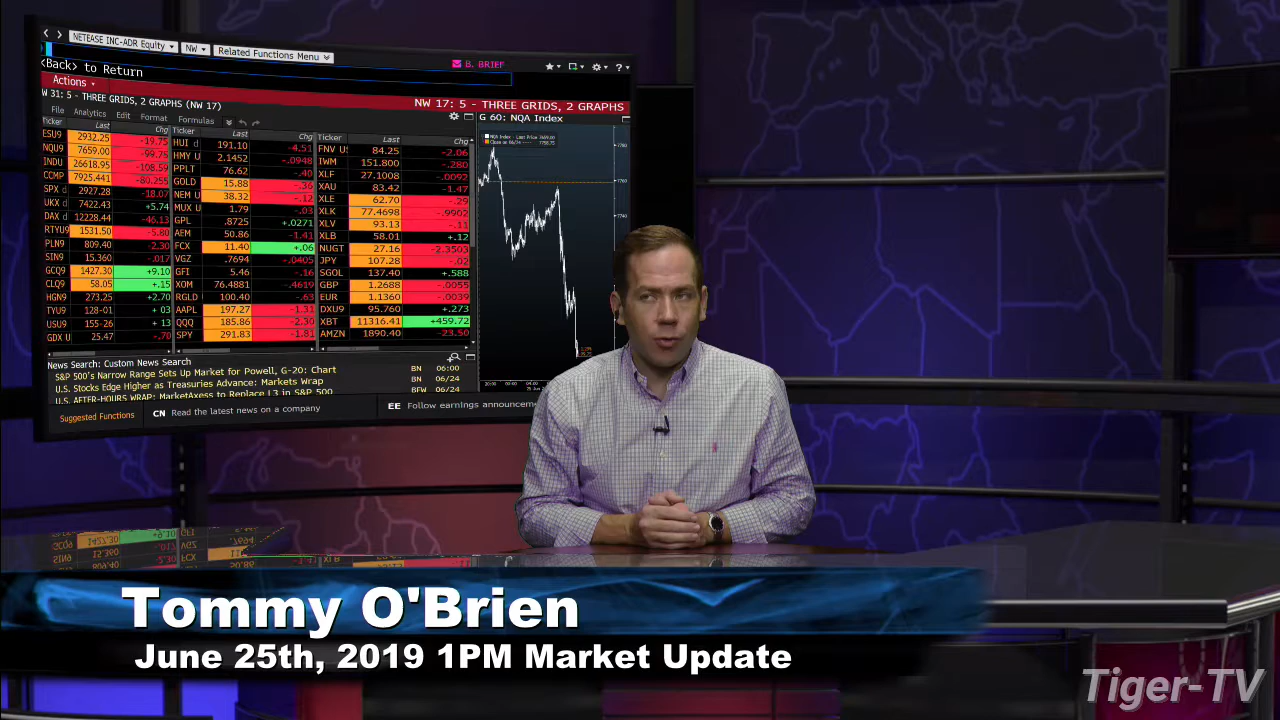 NETEASE INC-ADR Equity NW Related Functions Menu
B. BRIEF
<Back> to Return
Actions
W 31: 5 - THREE GRIDS, 2 GRAPHS (NW 17) NW 17: 5 - THREE GRIDS, 2 GRAPHS
File Analytics Edit Format Formulas G 60: NQA Index
Ticker Last Chg Ticker Last Chg Ticker Last Chg
ESU9 2932.25 -19.75 HUI d 191.10 -4.51 FNV US 84.25 -2.06
NQU9 7659.00 -99.75 HMY U 2.1452 -.0948 IWM 151.800 -.280
INDU 26618.95 -108.59 PPLT 76.62 -.40 XLF 27.1008 -.0092
CCMP 7925.441 -80.255 GOLD 15.88 -.36 XAU 83.42 -1.47
SPX d 2927.28 -18.07 NEM U 38.32 -.12 XLE 62.70 -.29
UKX d 7422.43 +5.74 MUX U 1.79 -.03 XLK 77.4698 -.9902
DAX d 12228.44 -46.13 GPL .8725 +.0271 XLV 93.13 -.11
RTYU9 1531.50 -5.80 AEM 50.86 -1.41 XLB 58.01 +.12
PLN9 809.40 -2.30 FCX 11.40 +.06 NUGT 27.16 -2.3503
SIN9 15.360 -.017 VGZ .7694 -.0405 JPY 107.28 -.02
GCQ9 1427.30 +9.10 GFI 5.46 -.16 SGOL 137.40 +.588
CLQ9 58.05 +.15 XOM 76.4881 -.4619 GBP 1.2688 -.0055
HGN9 273.25 +2.70 RGLD 100.40 -.63 EUR 1.1360 -.0039
TYU9 128-01 + 03 AAPL 197.27 -1.31 DXU9 95.760 +.273
USU9 155-26 + 13 QQQ 185.86 -2.30 XBT 11316.41 +459.72
GDX U 25.47 -.70 SPY 291.83 -1.81 AMZN 1890.40 -23.50
News Search: Custom News Search
S&P 500's Narrow Range Sets Up Market for Powell, G-20: Chart BN 06:00
U.S. Stocks Edge Higher as Treasuries Advance: Markets Wrap BN 06/24
U.S. AFTER-HOURS WRAP: MarketAxess to Replace L3 in S&P 500 BFW 06/24
Suggested Functions CN Read the latest news on a company EE Follow earnings announcem
Tommy O'Brien
June 25th, 2019 1PM Market Update
Tiger-TV